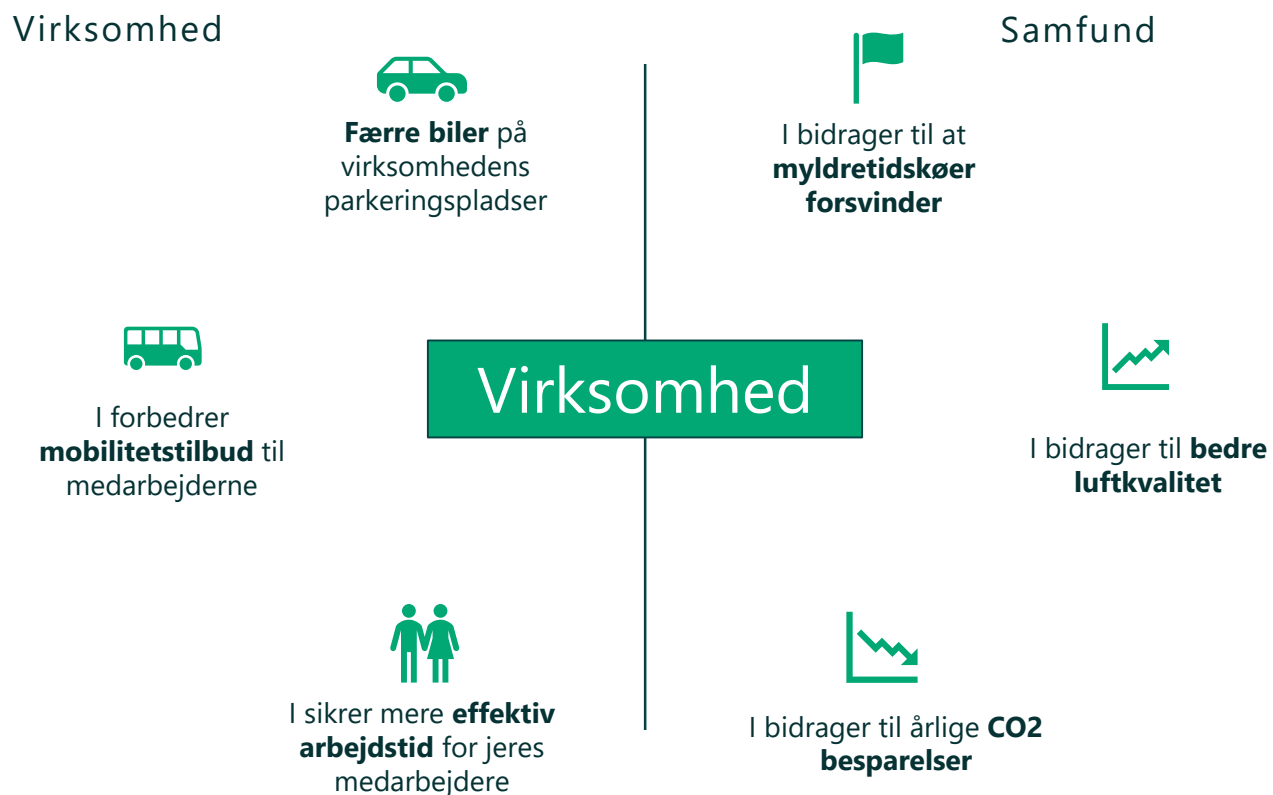 Virksomhed
Samfund
Færre biler på
virksomhedens
parkeringspladser
I bidrager til at
myldretidskøer
forsvinder
Virksomhed
I forbedrer
mobilitetstilbud til
medarbejderne
I bidrager til bedre
luftkvalitet
I sikrer mere effektiv
arbejdstid for jeres
medarbejdere
I bidrager til årlige CO2
besparelser